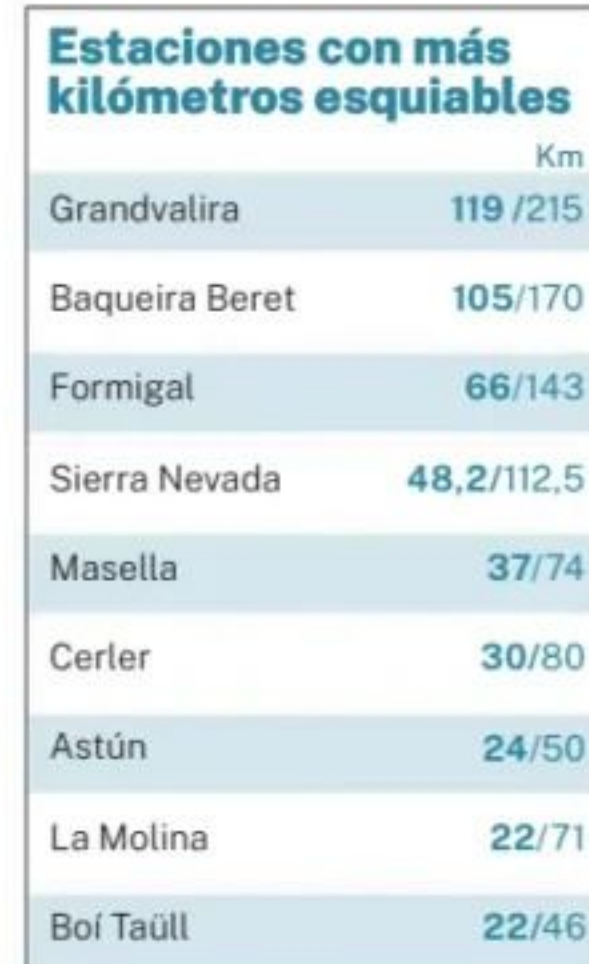 Estaciones con más
kilómetros esquiables
Km
Grandvalira 119 /215
Baqueira Beret 105/170
Formigal 66/143
Sierra Nevada 48,2/112,5
Masella 37/74
Cerler 30/80
Astún 24/50
La Molina 22/71
Boí Taüll 22/46